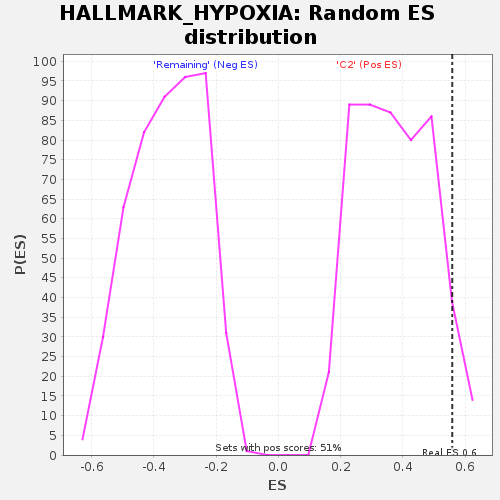 HALLMARK_HYPOXIA: Random ES
distribution
'Remaining' (Neg ES)
'C2' (Pos ES)
P(ES)
100
95
90
85
80
75
70
65
60
55
50
45
40
35
30
25
20
15
10
5
0
Sets with pos scores: 51%
Real ES 0.6
-0.6 -0.4 -0.2 0.0 0.2 0.4 0.6
ES